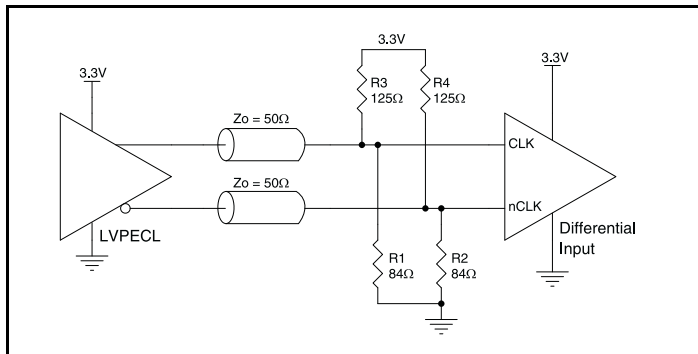 3.3V
3.3V
3.3V
R3
125Ω
R4
125Ω
Zo = 50Ω
CLK
Zo = 50Ω
nCLK
LVPECL
Differential
Input
R1
84Ω
R2
84Ω